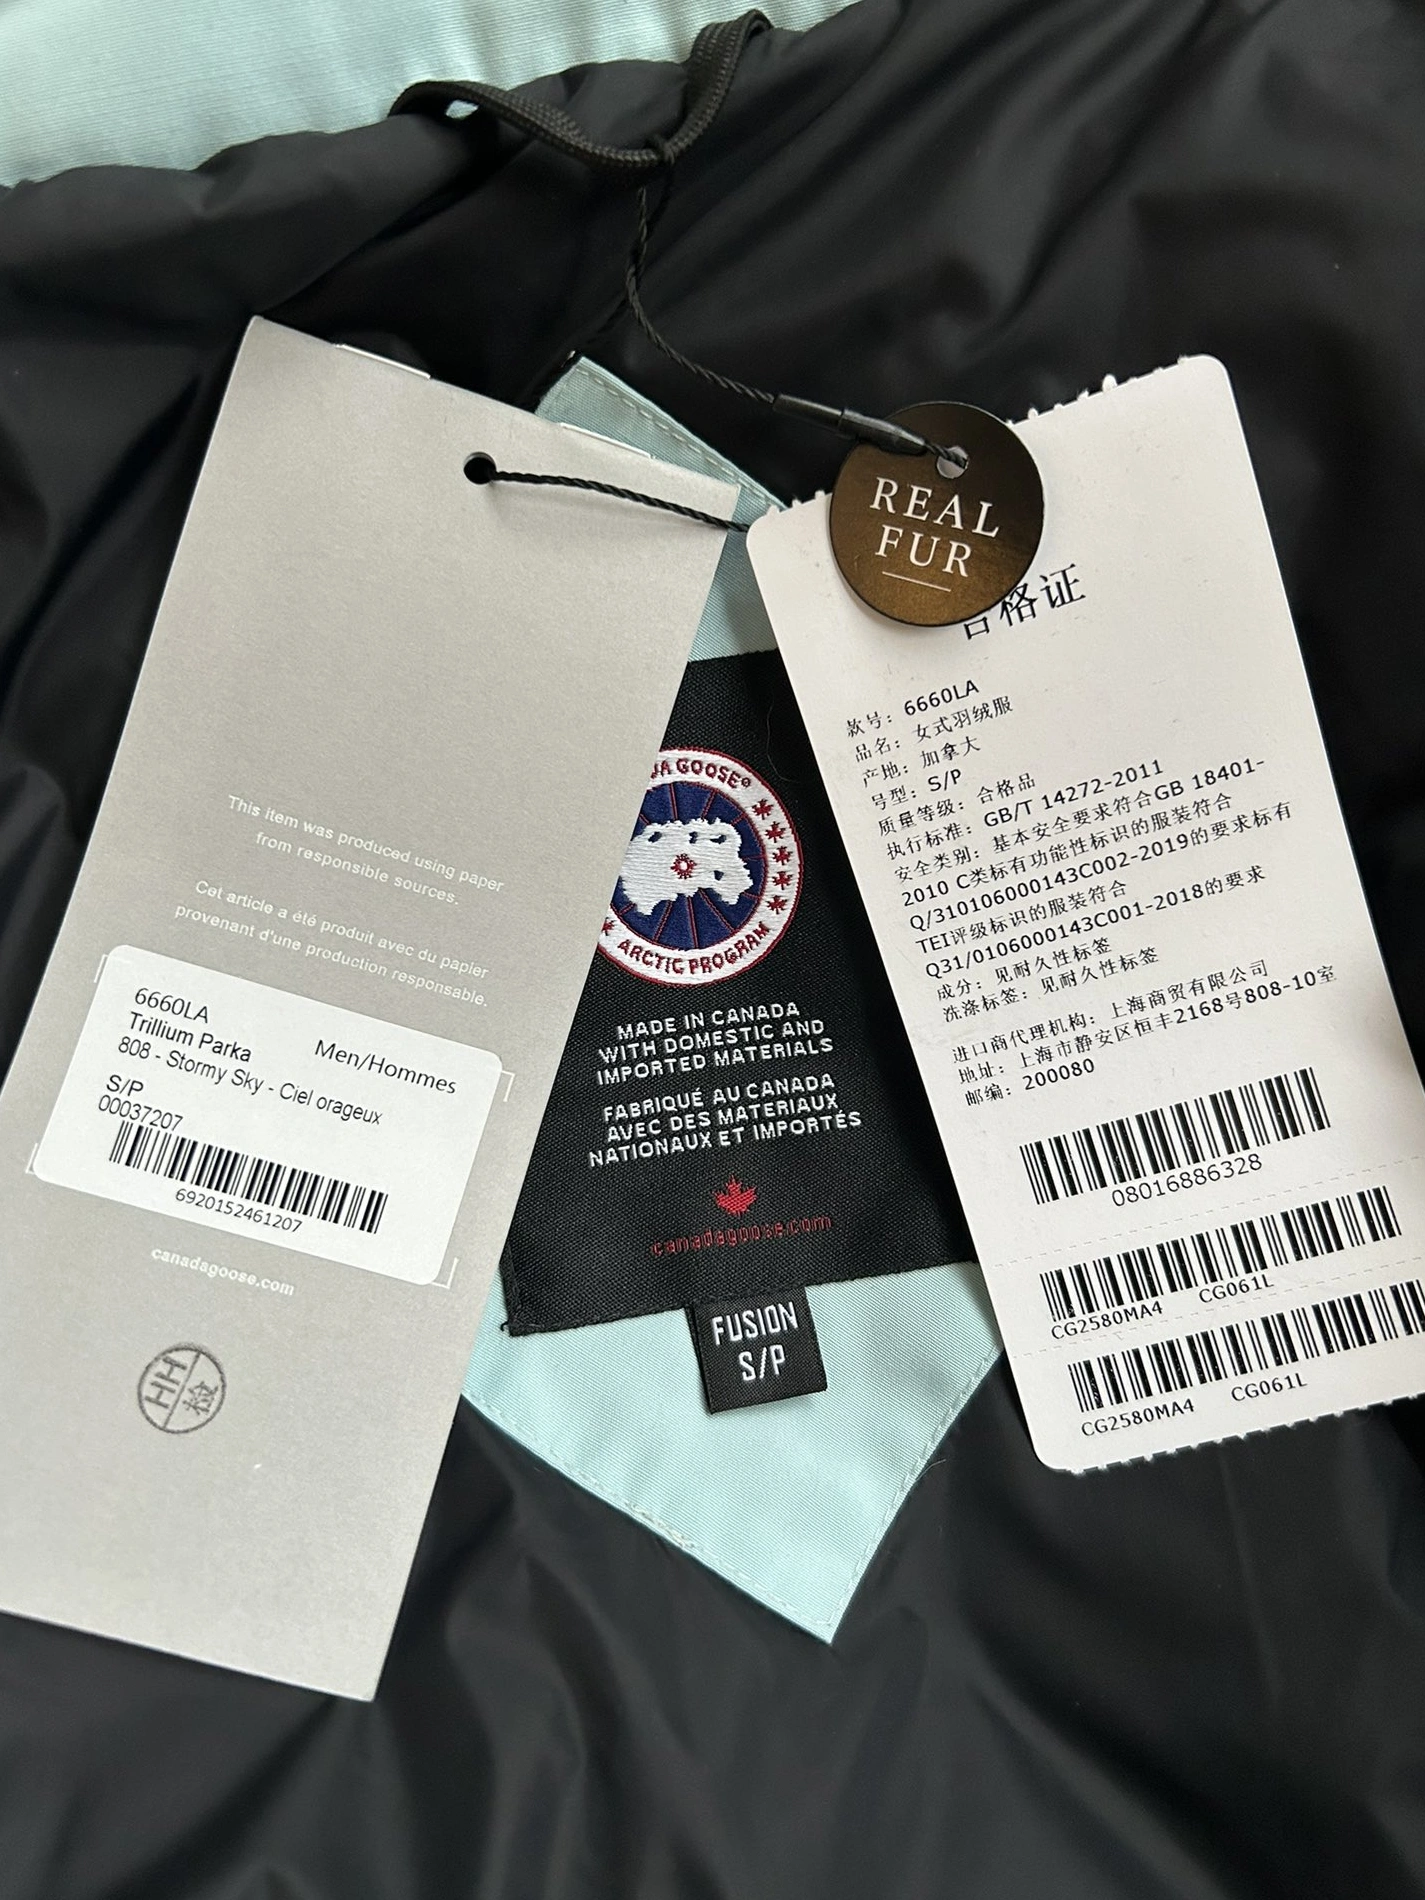 This item was produced using paper
from responsible sources.
Cet article a été produit avec du papier
provenant d'une production responsable.
6660LA
Trillium Parka
Men/Hommes
808 - Stormy Sky - Ciel orageux
S/P
00037207
6920152461207
canadagoose.com
HH
检
GOOSE®
ARCTIC PROGRAM
MADE IN CANADA
WITH DOMESTIC AND
IMPORTED MATERIALS
FABRIQUÉ AU CANADA
AVEC DES MATERIAUX
NATIONAUX ET IMPORTÉS
canadagoose.com
FUSION
S/P
REAL
FUR
合格证
款号：6660LA
品名：女式羽绒服
产地：加拿大
号型：S/P
质量等级：合格品
执行标准：GB/T 14272-2011
安全类别：基本安全要求符合GB 18401-
2010 C类标有功能性标识的服装符合
Q/310106000143C002-2019的要求标有
TEI评级标识的服装符合
Q31/0106000143C001-2018的要求
成分：见耐久性标签
洗涤标签：见耐久性标签
进口商代理机构：上海商贸有限公司
地址：上海市静安区恒丰2168号808-10室
邮编：200080
08016886328
CG2580MA4 CG061L
CG2580MA4 CG061L